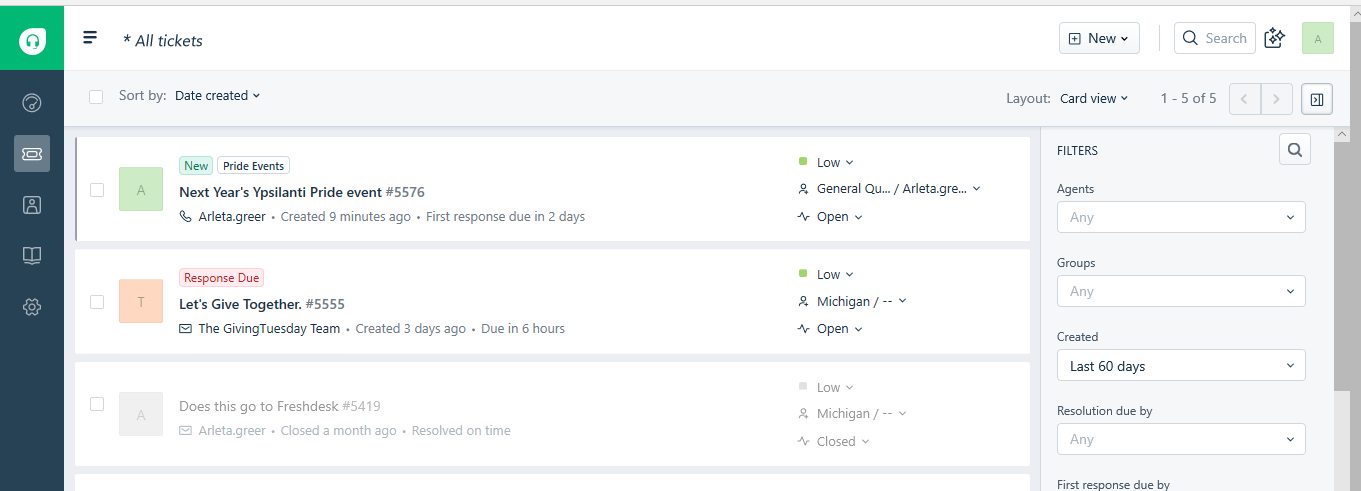 * All tickets
New
Search
A
Sort by: Date created
Layout: Card view
1 - 5 of 5
A
New Pride Events
Next Year's Ypsilanti Pride event #5576
Arleta.greer • Created 9 minutes ago • First response due in 2 days
Low
General Qu... / Arleta.gre...
Open
T
Response Due
Let's Give Together. #5555
The GivingTuesday Team • Created 3 days ago • Due in 6 hours
Low
Michigan / --
Open
A
Does this go to Freshdesk #5419
Arleta.greer • Closed a month ago • Resolved on time
Low
Michigan / --
Closed
FILTERS
Agents
Any
Groups
Any
Created
Last 60 days
Resolution due by
Any
First response due by